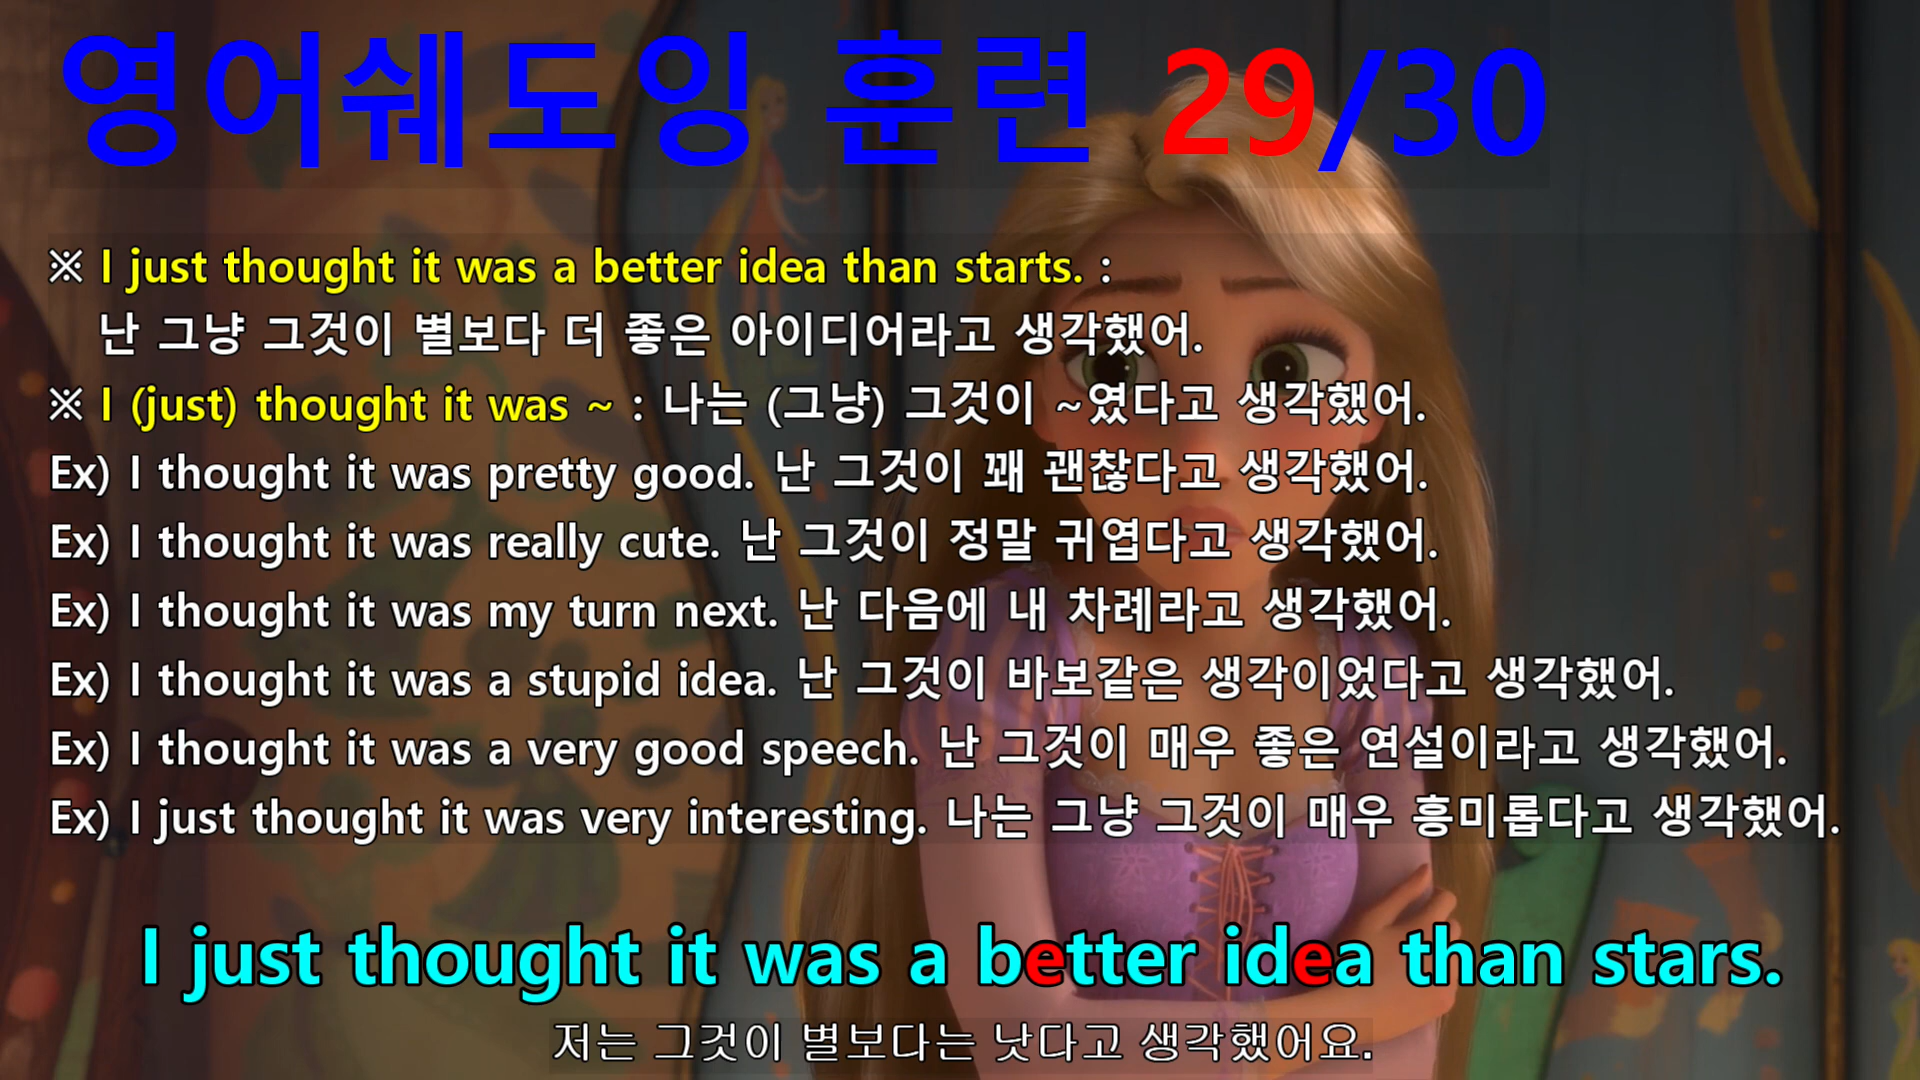 영어쉐도잉 훈련 29/30
※ I just thought it was a better idea than starts. :
난 그냥 그것이 별보다 더 좋은 아이디어라고 생각했어.
※ I (just) thought it was ~ : 나는 (그냥) 그것이 ~였다고 생각했어.
Ex) I thought it was pretty good. 난 그것이 꽤 괜찮다고 생각했어.
Ex) I thought it was really cute. 난 그것이 정말 귀엽다고 생각했어.
Ex) I thought it was my turn next. 난 다음에 내 차례라고 생각했어.
Ex) I thought it was a stupid idea. 난 그것이 바보같은 생각이었다고 생각했어.
Ex) I thought it was a very good speech. 난 그것이 매우 좋은 연설이라고 생각했어.
Ex) I just thought it was very interesting. 나는 그냥 그것이 매우 흥미롭다고 생각했어.
I just thought it was a better idea than stars.
저는 그것이 별보다는 낫다고 생각했어요.